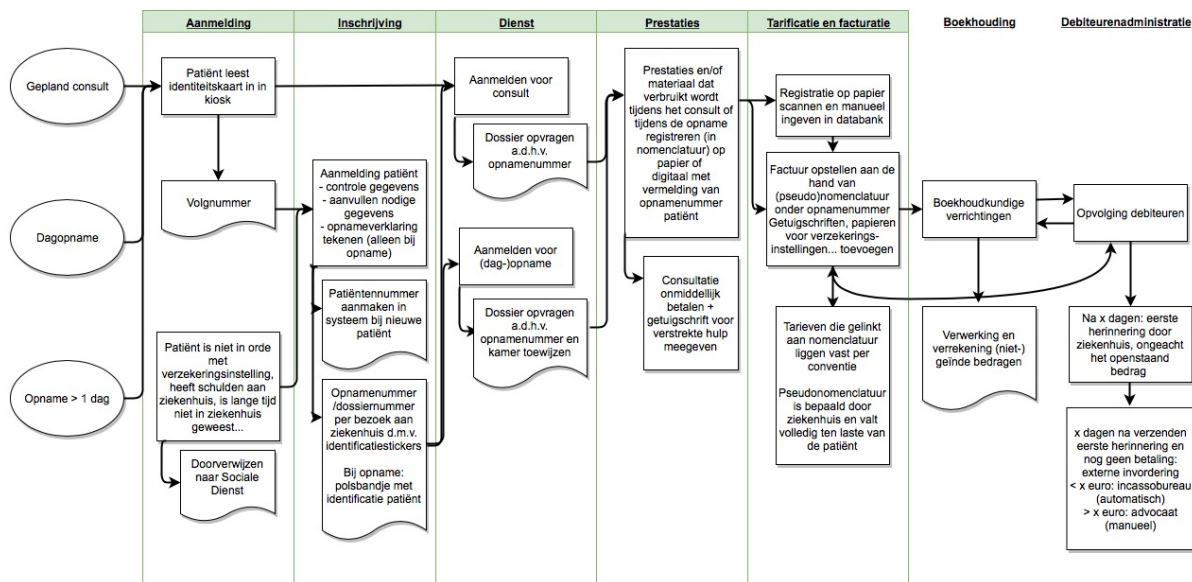 Aanmelding
Inschrijving
Dienst
Prestaties
Tarificatie en facturatie
Boekhouding
Debiteurenadministratie
Gepland consult
Dagopname
Opname > 1 dag
Patiënt leest
identiteitskaart in in
kiosk
Volgnummer
Patiënt is niet in orde
met
verzekeringsinstelling,
heeft schulden aan
ziekenhuis, is lange tijd
niet in ziekenhuis
geweest...
Doorverwijzen
naar Sociale
Dienst
Aanmelding patiënt
- controle gegevens
- aanvullen nodige
gegevens
- opnameverklaring
tekenen (alleen bij
opname)
Patiëntennummer
aanmaken in
systeem bij nieuwe
patiënt
Opnamenummer
/dossiernummer
per bezoek aan
ziekenhuis d.m.v.
identificatiestickers
Bij opname:
polsbandje met
identificatie patiënt
Aanmelden voor
consult
Dossier opvragen
a.d.h.v.
opnamenummer
Aanmelden voor
(dag-)opname
Dossier opvragen
a.d.h.v.
opnamenummer en
kamer toewijzen
Prestaties en/of
materiaal dat
verbruikt wordt
tijdens het consult of
tijdens de opname
registreren (in
nomenclatuur) op
papier of
digitaal met
vermelding van
opnamenummer
patiënt
Consultatie
onmiddellijk
betalen +
getuigschrift voor
verstrekte hulp
meegeven
Registratie op papier
scannen en manueel
ingeven in databank
Factuur opstellen aan de
hand van
(pseudo)nomenclatuur
onder opnamenummer
Getuigschriften, papieren
voor verzekerings-
instellingen... toevoegen
Tarieven die gelinkt
aan nomenclatuur
liggen vast per
conventie
Pseudonomenclatuur
is bepaald door
ziekenhuis en valt
volledig ten laste van
de patiënt
Boekhoudkundige
verrichtingen
Verwerking en
verrekening (niet-)
geïnde bedragen
Opvolging debiteuren
Na x dagen: eerste
herinnering door
ziekenhuis, ongeacht
het openstaand
bedrag
x dagen na verzenden
eerste herinnering en
nog geen betaling:
externe invordering
< x euro: incassobureau
(automatisch)
> x euro: advocaat
(manueel)